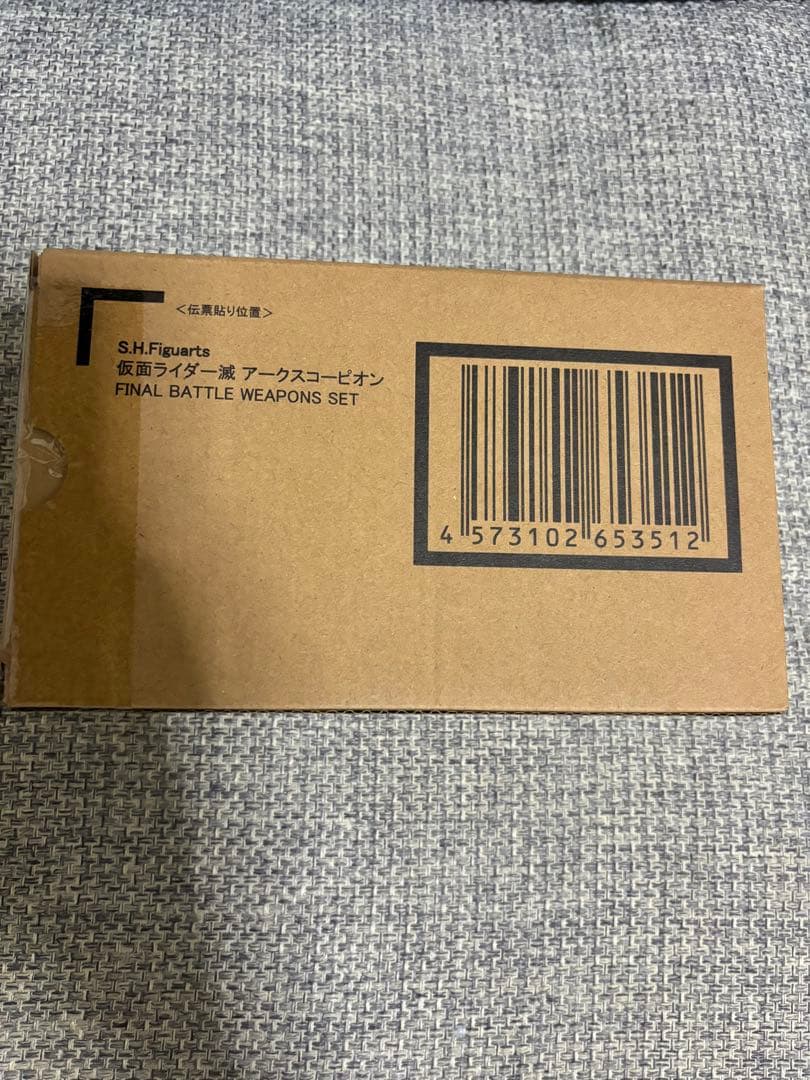 ＜伝票貼り位置＞
S.H.Figuarts
仮面ライダー滅 アークスコーピオン
FINAL BATTLE WEAPONS SET
4 573102 653512